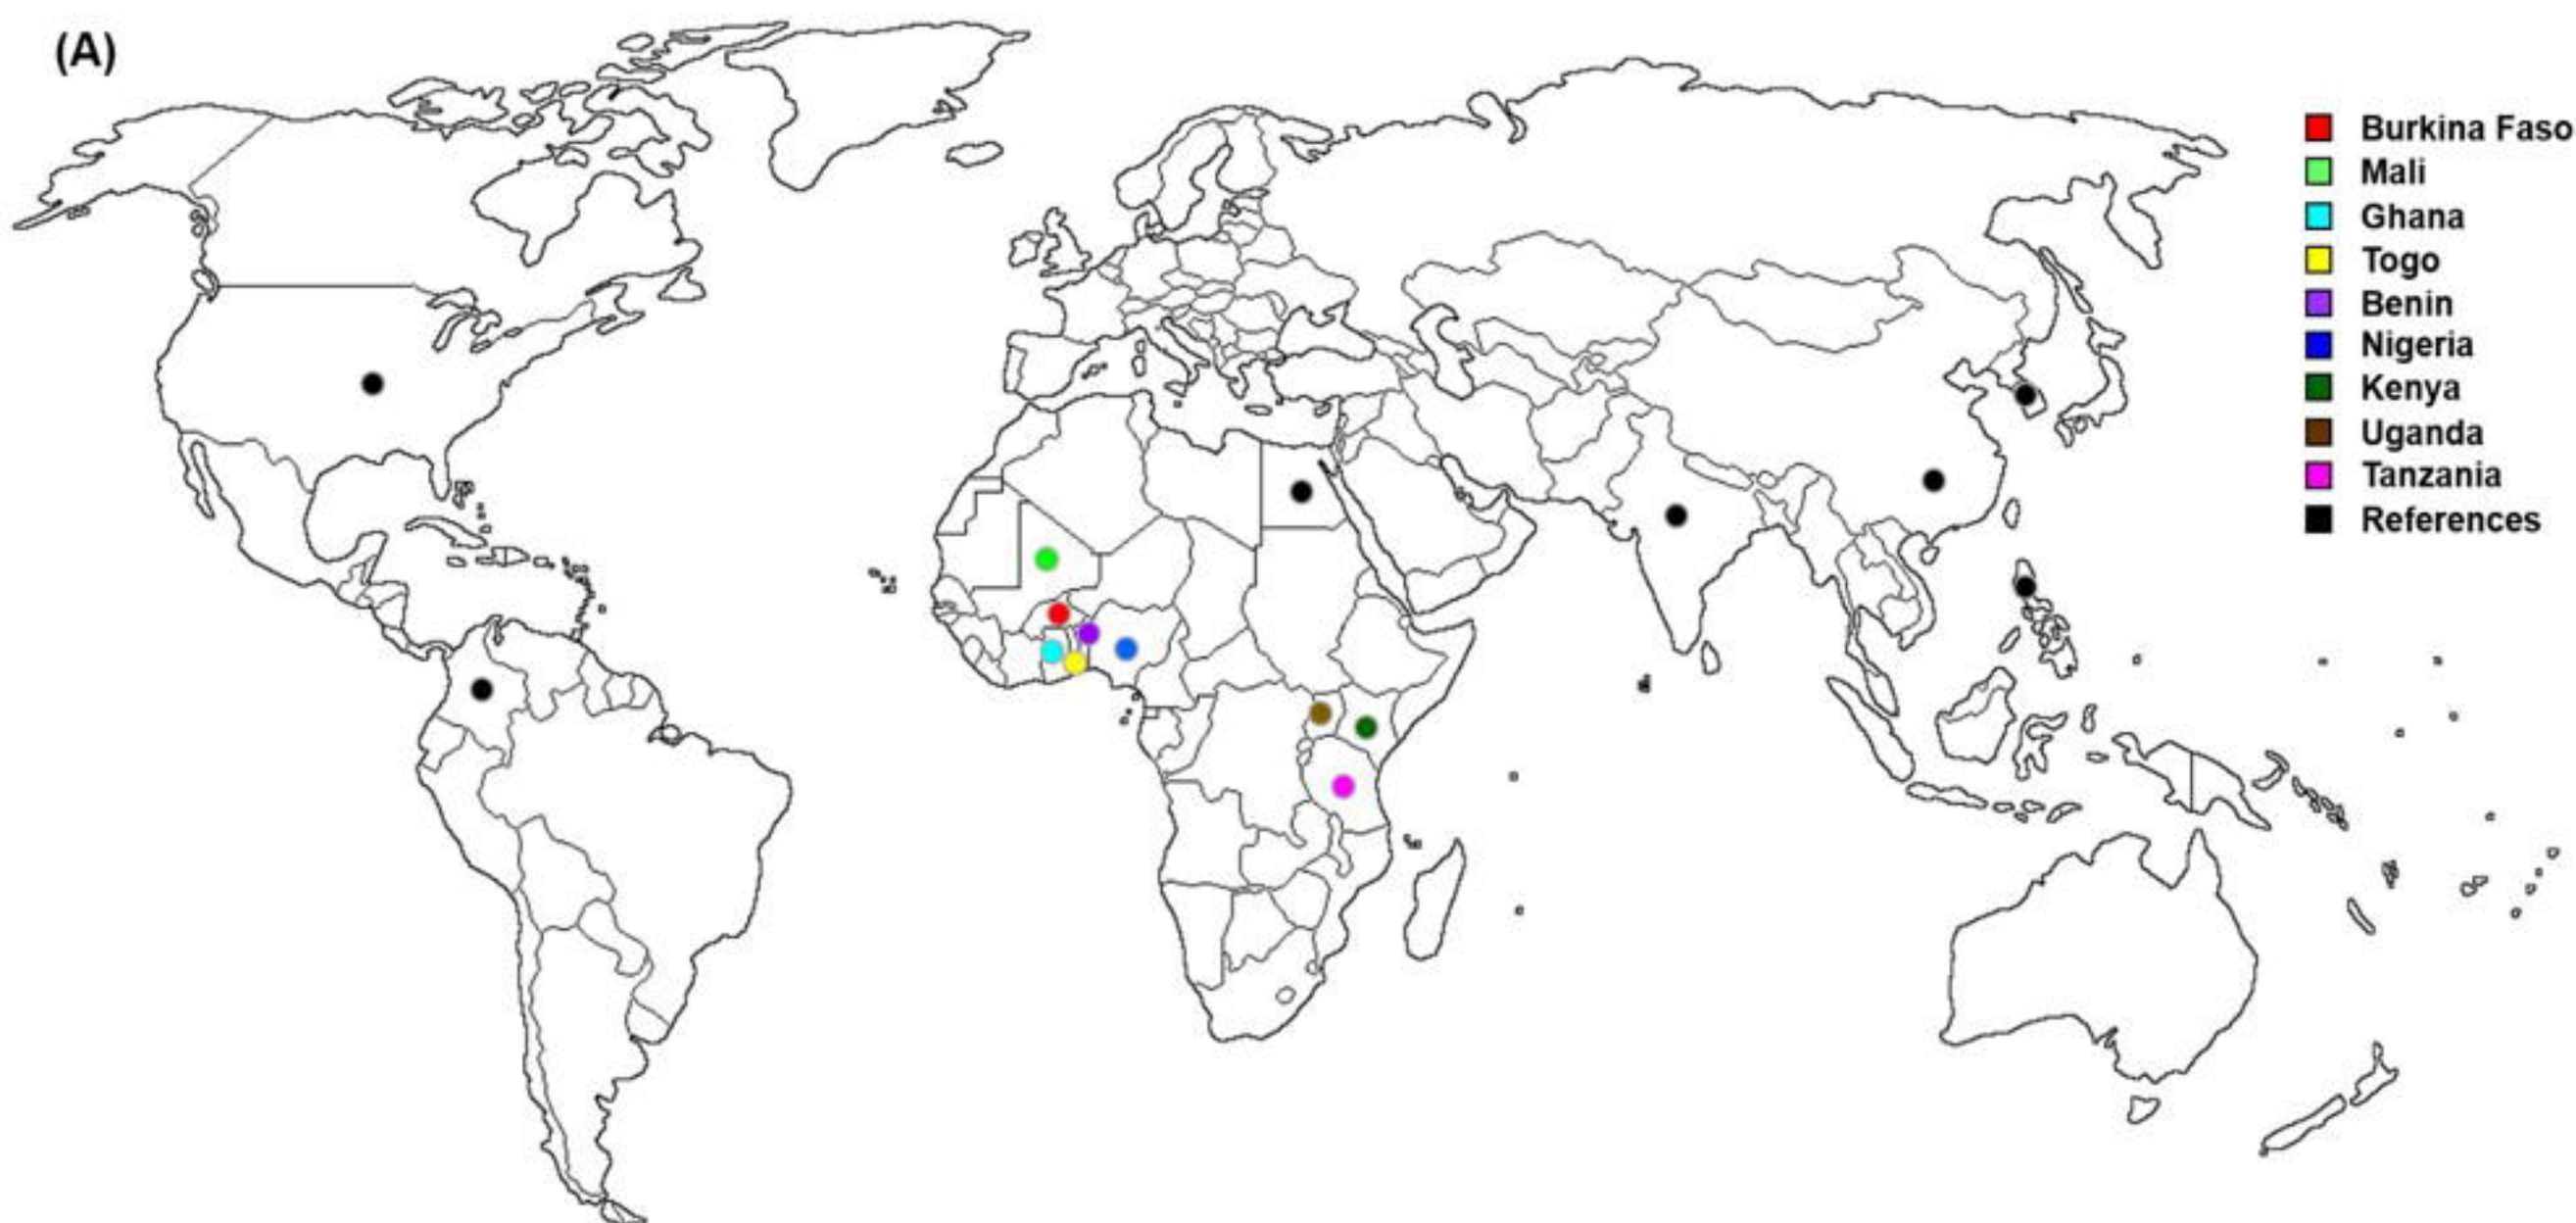 (A)
Burkina Faso
Mali
Ghana
Togo
Benin
Nigeria
Kenya
Uganda
Tanzania
References